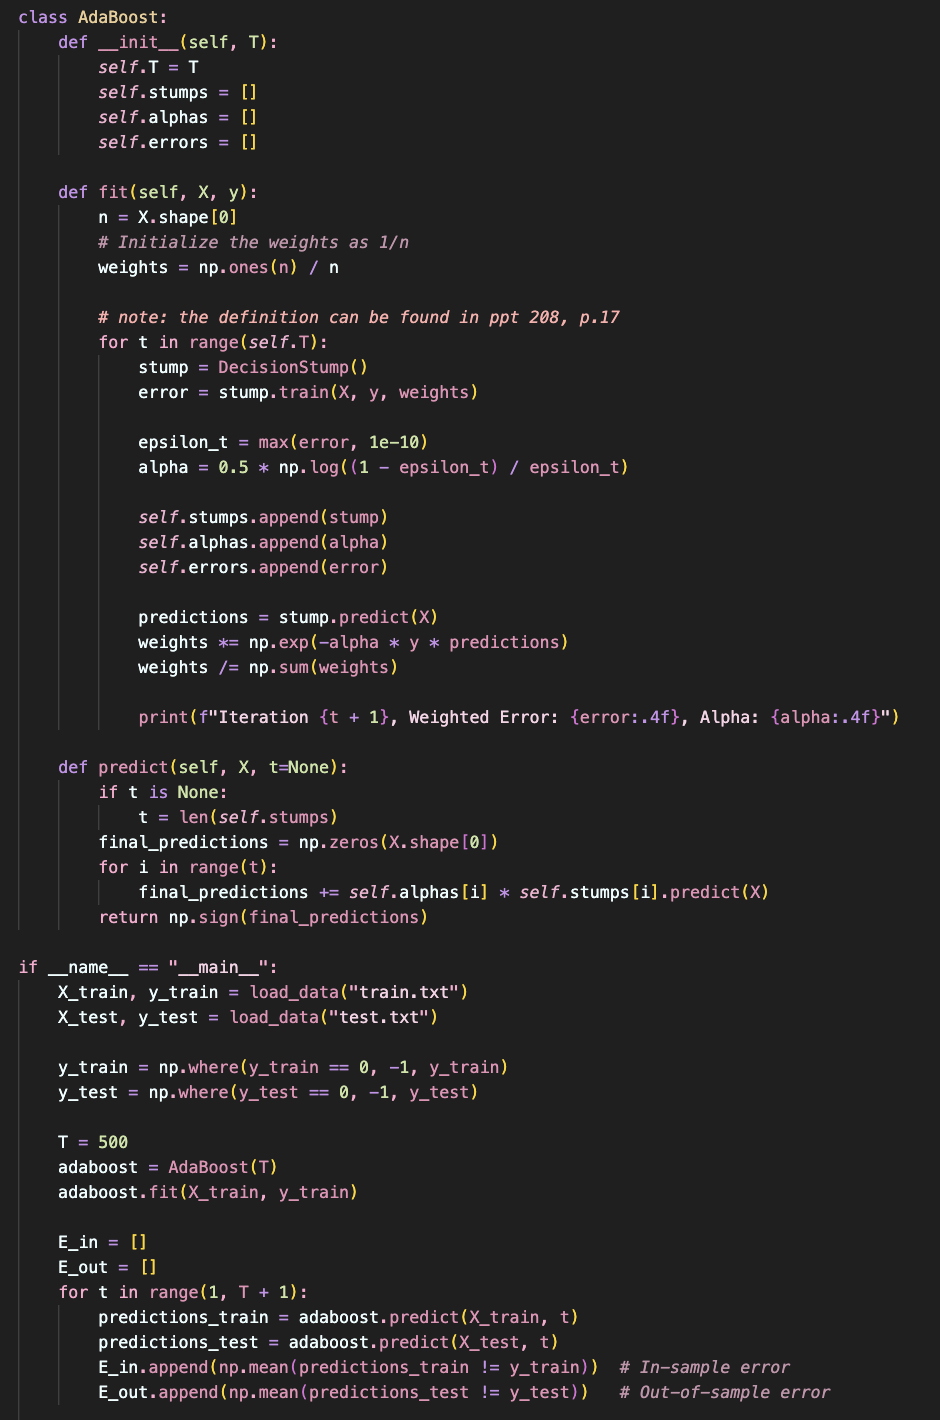 class AdaBoost:
    def __init__(self, T):
        self.T = T
        self.stumps = []
        self.alphas = []
        self.errors = []

    def fit(self, X, y):
        n = X.shape[0]
        # Initialize the weights as 1/n
        weights = np.ones(n) / n

        # note: the definition can be found in ppt 208, p.17
        for t in range(self.T):
            stump = DecisionStump()
            error = stump.train(X, y, weights)

            epsilon_t = max(error, 1e-10)
            alpha = 0.5 * np.log((1 - epsilon_t) / epsilon_t)

            self.stumps.append(stump)
            self.alphas.append(alpha)
            self.errors.append(error)

            predictions = stump.predict(X)
            weights *= np.exp(-alpha * y * predictions)
            weights /= np.sum(weights)

            print(f"Iteration {t + 1}, Weighted Error: {error:.4f}, Alpha: {alpha:.4f}")

    def predict(self, X, t=None):
        if t is None:
            t = len(self.stumps)
        final_predictions = np.zeros(X.shape[0])
        for i in range(t):
            final_predictions += self.alphas[i] * self.stumps[i].predict(X)
        return np.sign(final_predictions)

if __name__ == "__main__":
    X_train, y_train = load_data("train.txt")
    X_test, y_test = load_data("test.txt")

    y_train = np.where(y_train == 0, -1, y_train)
    y_test = np.where(y_test == 0, -1, y_test)

    T = 500
    adaboost = AdaBoost(T)
    adaboost.fit(X_train, y_train)

    E_in = []
    E_out = []
    for t in range(1, T + 1):
        predictions_train = adaboost.predict(X_train, t)
        predictions_test = adaboost.predict(X_test, t)
        E_in.append(np.mean(predictions_train != y_train))  # In-sample error
        E_out.append(np.mean(predictions_test != y_test))   # Out-of-sample error